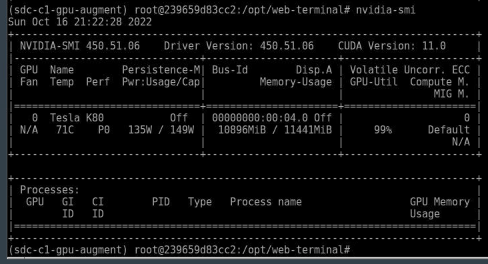 (sdc-c1-gpu-augment) root@239659d83cc2:/opt/web-terminal# nvidia-smi
Sun Oct 16 21:22:28 2022
+-----------------------------------------------------------------------------+
| NVIDIA-SMI 450.51.06    Driver Version: 450.51.06    CUDA Version: 11.0     |
|-------------------------------+----------------------+----------------------+
| GPU  Name        Persistence-M| Bus-Id        Disp.A | Volatile Uncorr. ECC |
| Fan  Temp  Perf  Pwr:Usage/Cap|         Memory-Usage | GPU-Util  Compute M. |
|                               |                      |               MIG M. |
|===============================+======================+======================|
|   0  Tesla K80           Off  | 00000000:00:04.0 Off |                    0 |
| N/A   71C    P0   135W / 149W |  10896MiB / 11441MiB |     99%      Default |
|                               |                      |                  N/A |
+-------------------------------+----------------------+----------------------+
+-----------------------------------------------------------------------------+
| Processes:                                                                  |
|  GPU   GI   CI        PID   Type   Process name                  GPU Memory |
|        ID   ID                                                   Usage      |
|=============================================================================|
+-----------------------------------------------------------------------------+
(sdc-c1-gpu-augment) root@239659d83cc2:/opt/web-terminal#